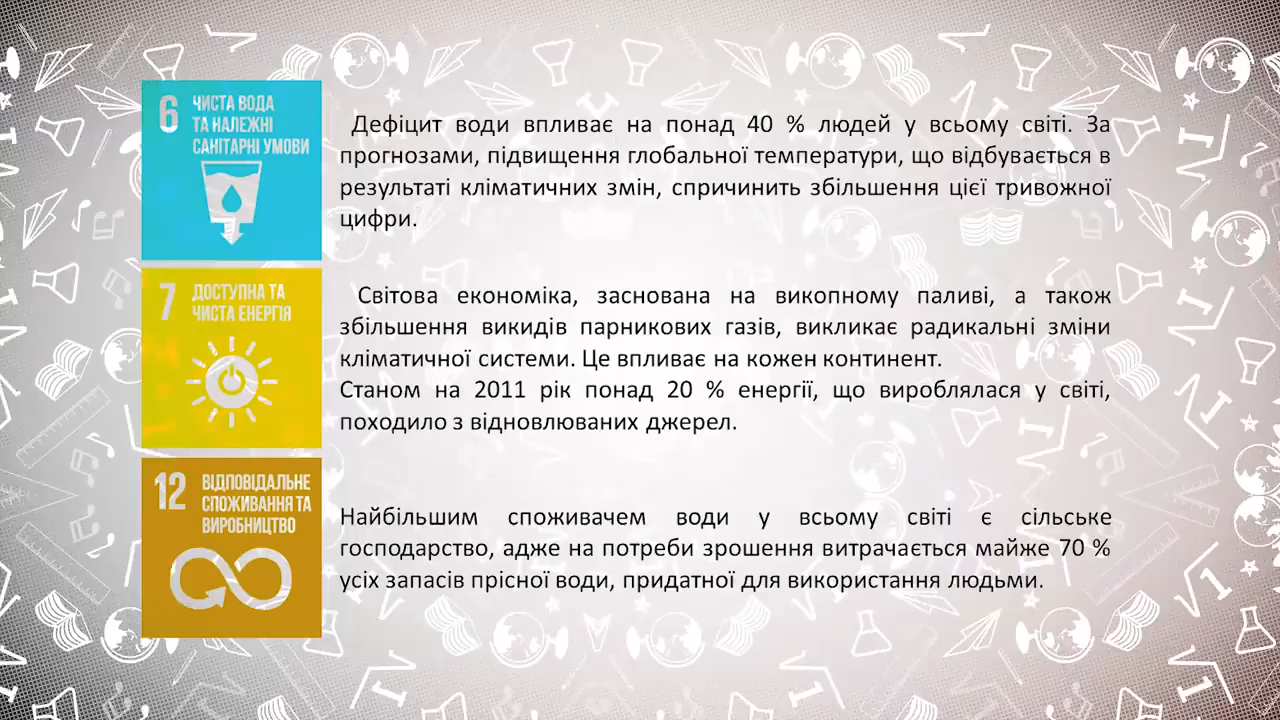 6 ЧИСТА ВОДА
ТА НАЛЕЖНІ
САНІТАРНІ УМОВИ
Дефіцит води впливає на понад 40 % людей у всьому світі. За
прогнозами, підвищення глобальної температури, що відбувається в
результаті кліматичних змін, спричинить збільшення цієї тривожної
цифри.
7 ДОСТУПНА ТА
ЧИСТА ЕНЕРГІЯ
Світова економіка, заснована на викопному паливі, а також
збільшення викидів парникових газів, викликає радикальні зміни
кліматичної системи. Це впливає на кожен континент.
Станом на 2011 рік понад 20 % енергії, що вироблялася у світі,
походило з відновлюваних джерел.
12 ВІДПОВІДАЛЬНЕ
СПОЖИВАННЯ ТА
ВИРОБНИЦТВО
Найбільшим споживачем води у всьому світі є сільське
господарство, адже на потреби зрошення витрачається майже 70 %
усіх запасів прісної води, придатної для використання людьми.